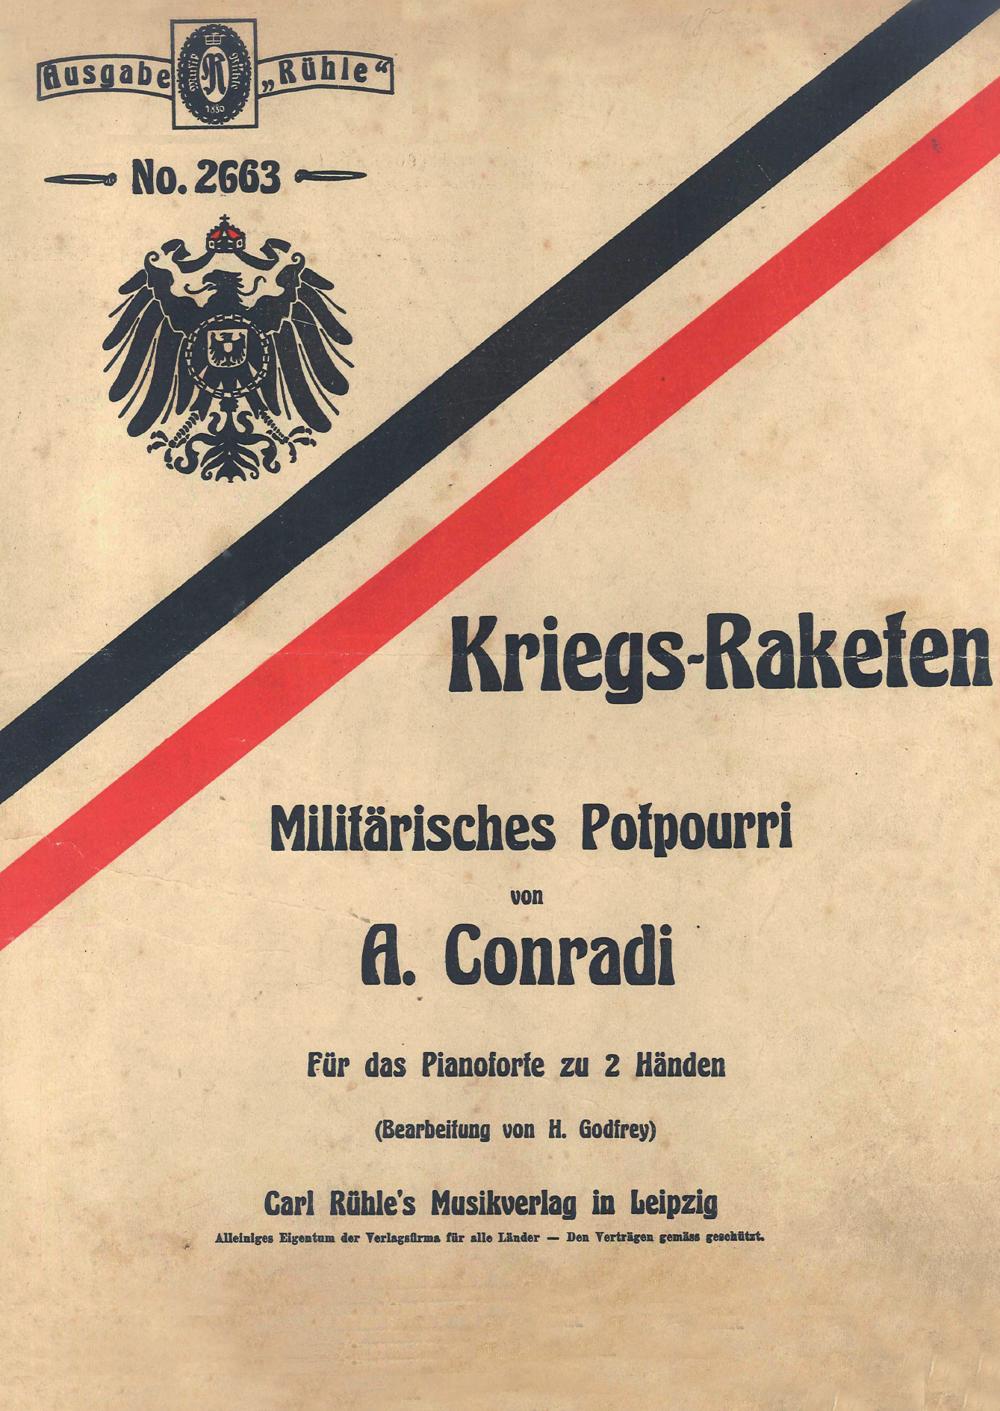 Ausgabe R „Rühle“
1880
No. 2663
Kriegs-Raketen
Militärisches Potpourri
von
A. Conradi
Für das Pianoforte zu 2 Händen
(Bearbeitung von H. Godfrey)
Carl Rühle's Musikverlag in Leipzig
Alleiniges Eigentum der Verlagsfirma für alle Länder — Den Verträgen gemäss geschützt.